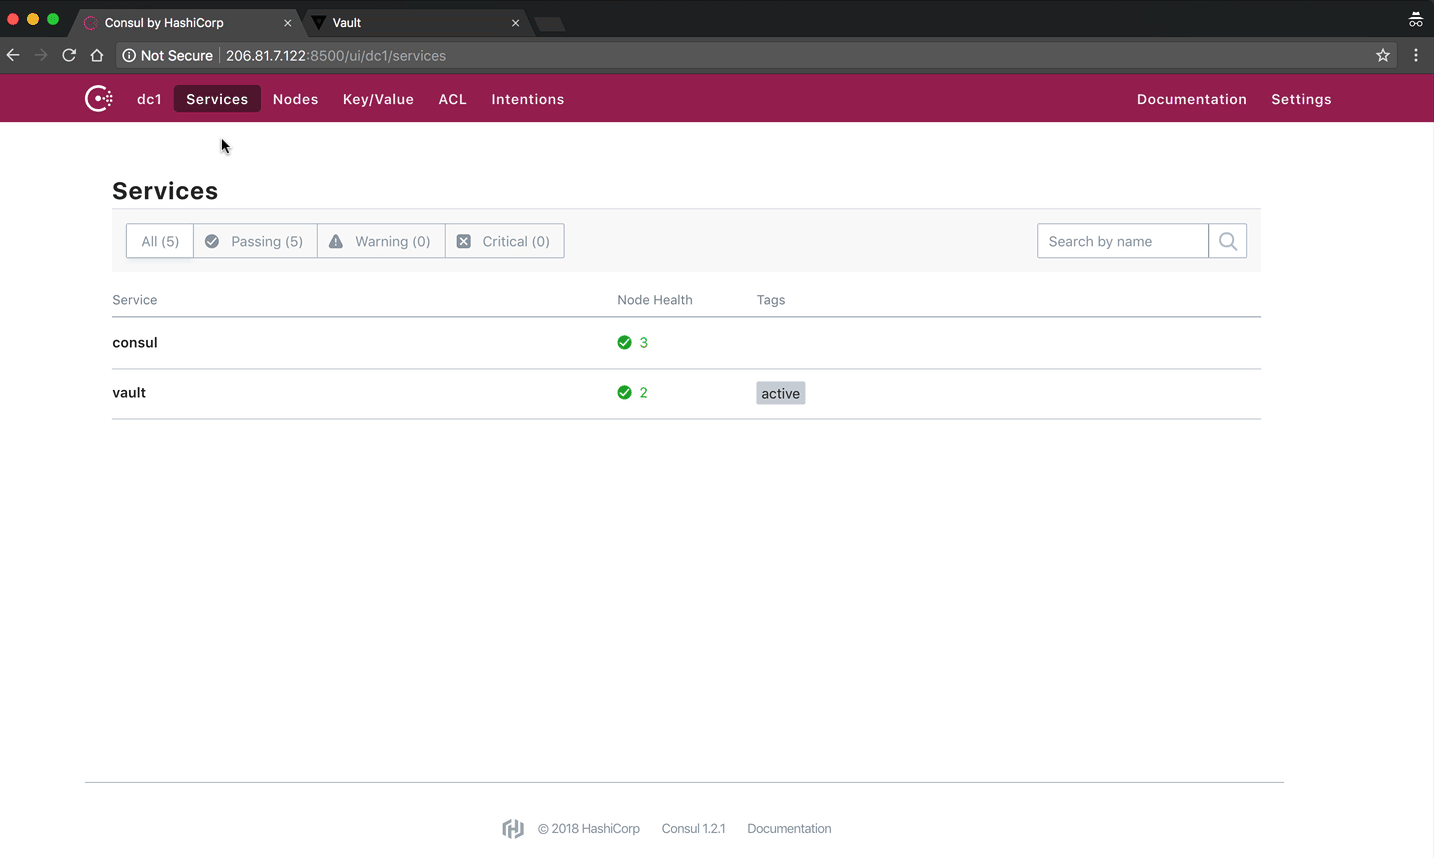 Consul by HashiCorp × Vault ×
Not Secure 206.81.7.122:8500/ui/dc1/services
dc1 Services Nodes Key/Value ACL Intentions Documentation Settings
Services
All (5) Passing (5) Warning (0) Critical (0) Search by name
Service Node Health Tags
consul 3
vault 2 active
© 2018 HashiCorp Consul 1.2.1 Documentation